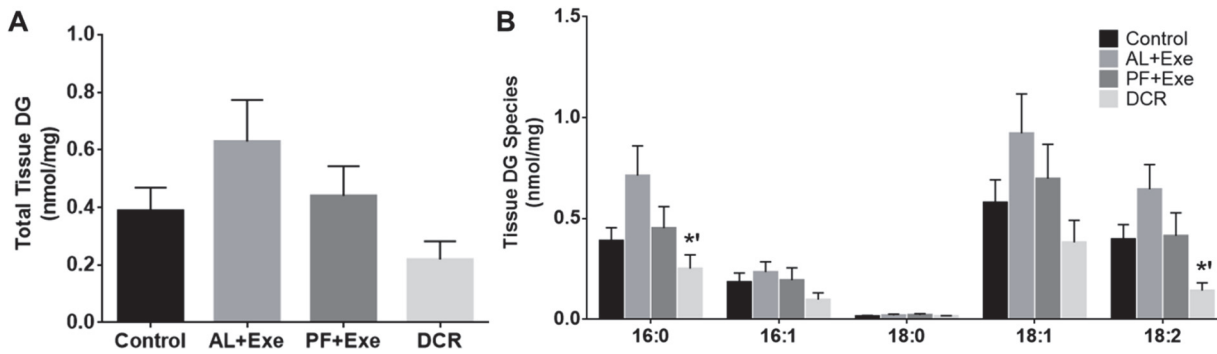 A
Total Tissue DG
(nmol/mg)
1.0
0.8
0.6
0.4
0.2
0.0
Control AL+Exe PF+Exe DCR
B
Tissue DG Species
(nmol/mg)
1.5
1.0
0.5
0.0
Control
AL+Exe
PF+Exe
DCR
*'
*'
16:0 16:1 18:0 18:1 18:2